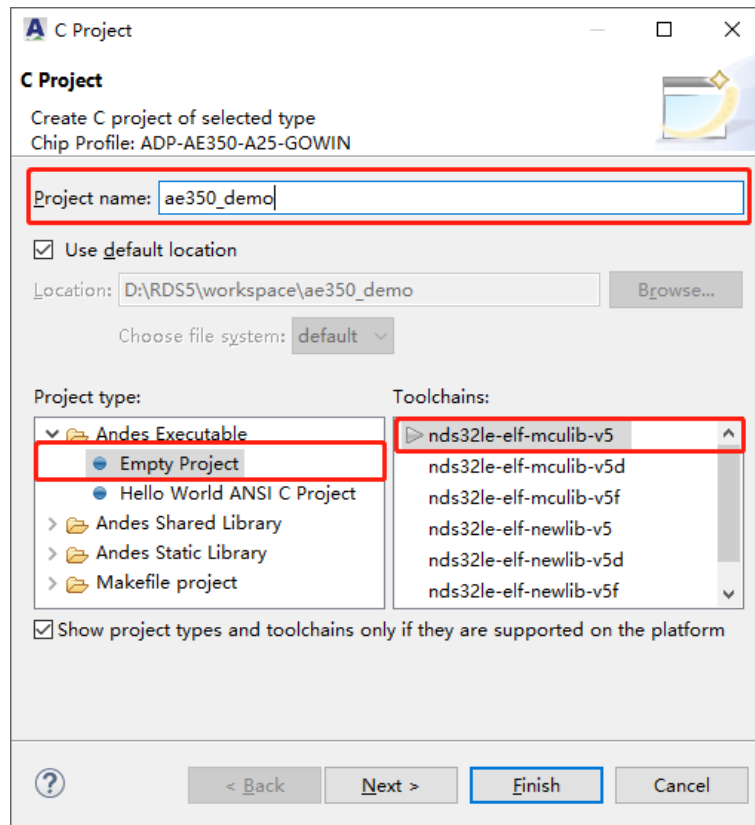 C Project
C Project
Create C project of selected type
Chip Profile: ADP-AE350-A25-GOWIN
Project name: ae350_demo
Use default location
Location: D:\RDS5\workspace\ae350_demo Browse...
Choose file system: default
Project type: Toolchains:
Andes Executable nds32le-elf-mculib-v5
Empty Project nds32le-elf-mculib-v5d
Hello World ANSI C Project nds32le-elf-mculib-v5f
Andes Shared Library nds32le-elf-newlib-v5
Andes Static Library nds32le-elf-newlib-v5d
Makefile project nds32le-elf-newlib-v5f
Show project types and toolchains only if they are supported on the platform
? < Back Next > Finish Cancel